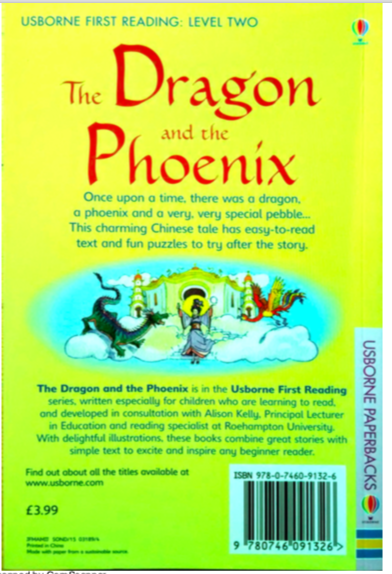 USBORNE FIRST READING: LEVEL TWO
The Dragon
and the
Phoenix
Once upon a time, there was a dragon,
a phoenix and a very, very special pebble...
This charming Chinese tale has easy-to-read
text and fun puzzles to try after the story.
The Dragon and the Phoenix is in the Usborne First Reading
series, written especially for children who are learning to read,
and developed in consultation with Alison Kelly, Principal Lecturer
in Education and reading specialist at Roehampton University.
With delightful illustrations, these books combine great stories with
simple text to excite and inspire any beginner reader.
Find out about all the titles available at
www.usborne.com
£3.99
Printed in China
Made with paper from a sustainable source.
ISBN 978-0-7460-9132-6
9 780746 091326 >
USBORNE PAPERBACKS